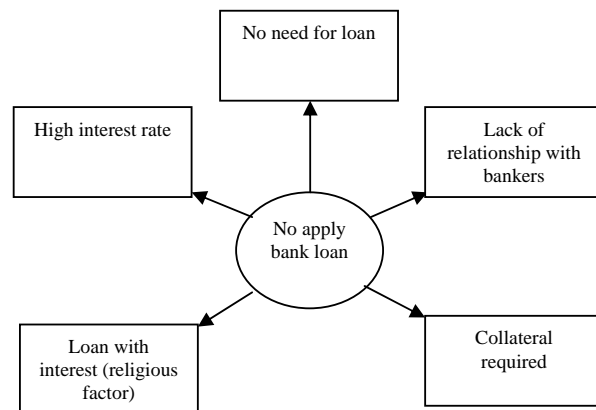 No need for loan
High interest rate
Lack of
relationship with
bankers
No apply
bank loan
Loan with
interest (religious
factor)
Collateral
required